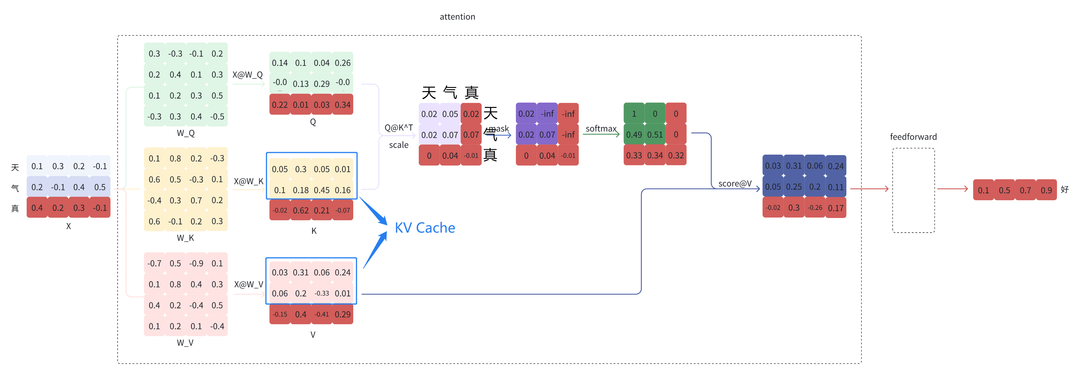 attention
0.3 -0.3 -0.1 0.2
0.2 0.4 0.1 0.3
0.1 0.2 0.3 0.5
-0.3 0.3 0.4 -0.5
W_Q
X@W_Q
0.14 0.1 0.04 0.26
-0.0 0.13 0.29 -0.0
0.22 0.01 0.03 0.34
Q
天 0.1 0.3 0.2 -0.1
气 0.2 -0.1 0.4 0.5
真 0.4 0.2 0.3 -0.1
X
0.1 0.8 0.2 -0.3
0.6 0.5 -0.3 0.1
-0.4 0.3 0.7 0.2
0.6 -0.1 0.2 0.3
W_K
X@W_K
0.05 0.3 0.05 0.01
0.1 0.18 0.45 0.16
-0.02 0.62 0.21 -0.07
K
-0.7 0.5 -0.9 0.1
0.1 0.8 0.4 0.3
0.4 0.2 -0.4 0.5
0.1 0.2 0.1 -0.4
W_V
X@W_V
0.03 0.31 0.06 0.24
0.06 0.2 -0.33 0.01
-0.15 0.4 -0.41 0.29
V
KV Cache
Q@K^T
scale
天 气 真
0.02 0.05 0.02 天
0.02 0.07 0.07 气
0 0.04 -0.01 真
mask
0.02 -inf -inf
0.02 0.07 -inf
0 0.04 -0.01
softmax
1 0 0
0.49 0.51 0
0.33 0.34 0.32
score@V
0.03 0.31 0.06 0.24
0.05 0.25 0.2 0.11
-0.02 0.3 -0.26 0.17
feedforward
0.1 0.5 0.7 0.9 好